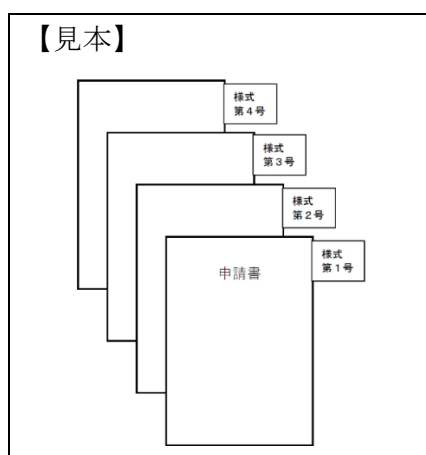 【見本】
様式
第４号
様式
第３号
様式
第２号
様式
第１号
申請書